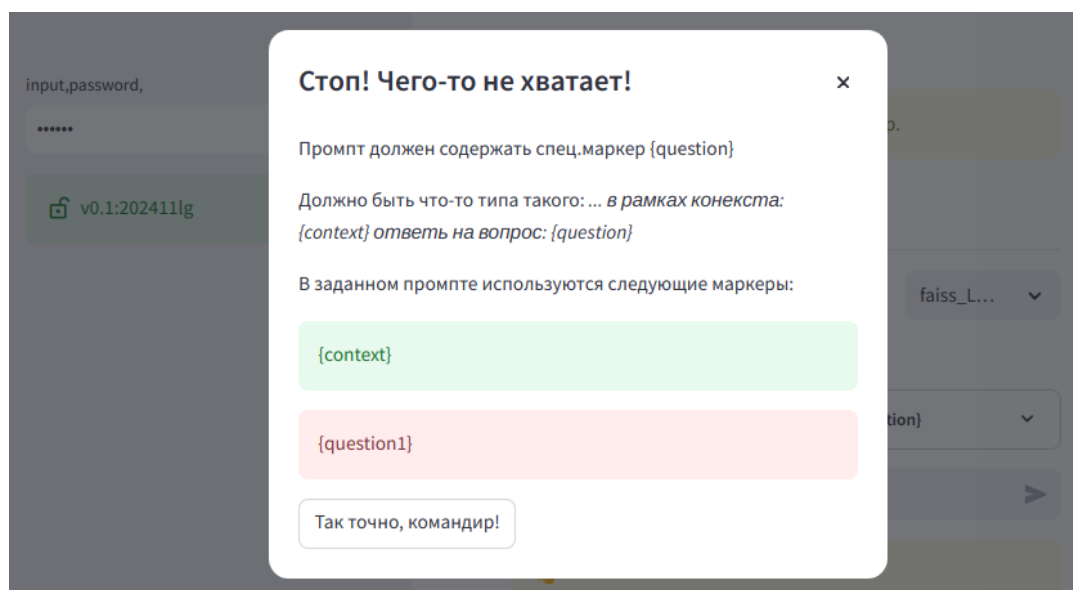 input,password,
••••••
v0.1:202411lg
Стоп! Чего-то не хватает!
Промпт должен содержать спец.маркер {question}
Должно быть что-то типа такого: ... в рамках конекста:
{context} ответь на вопрос: {question}
В заданном промпте используются следующие маркеры:
{context}
{question1}
Так точно, командир!
faiss_L...
tion}